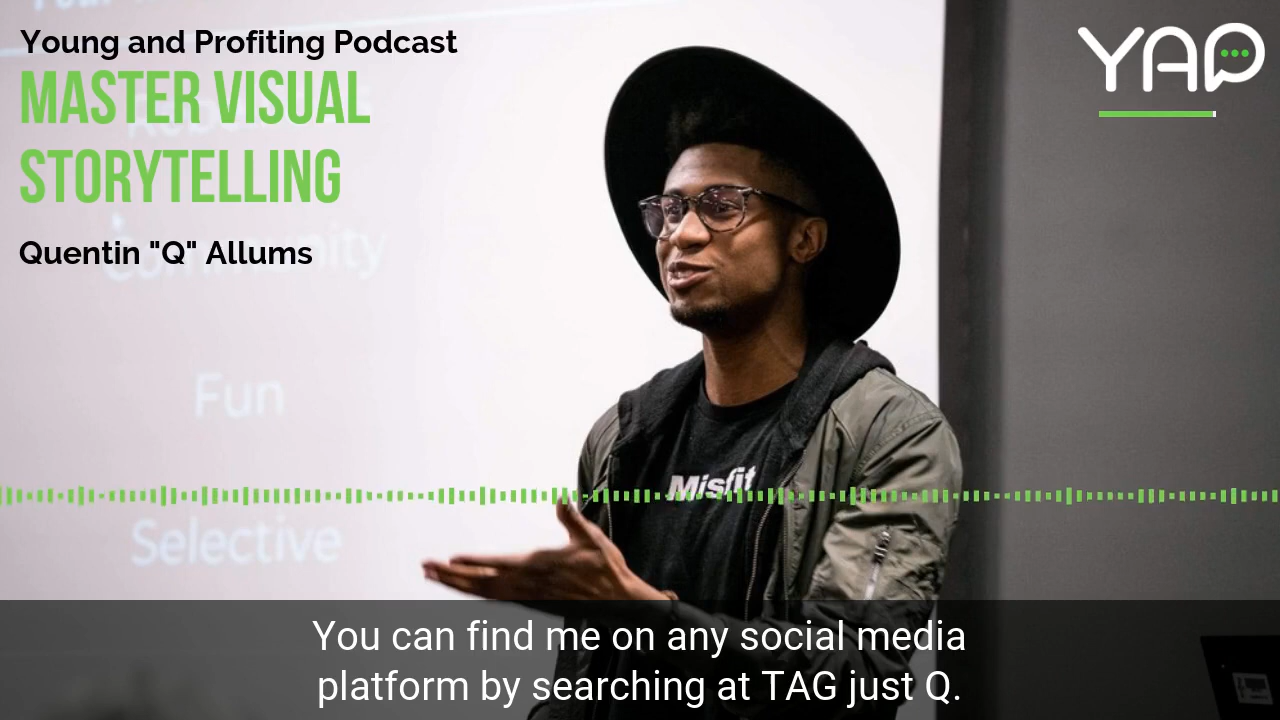 Young and Profiting Podcast
MASTER VISUAL
STORYTELLING
Quentin "Q" Allums
YAP
Fun
Selective
Misfit
You can find me on any social media
platform by searching at TAG just Q.